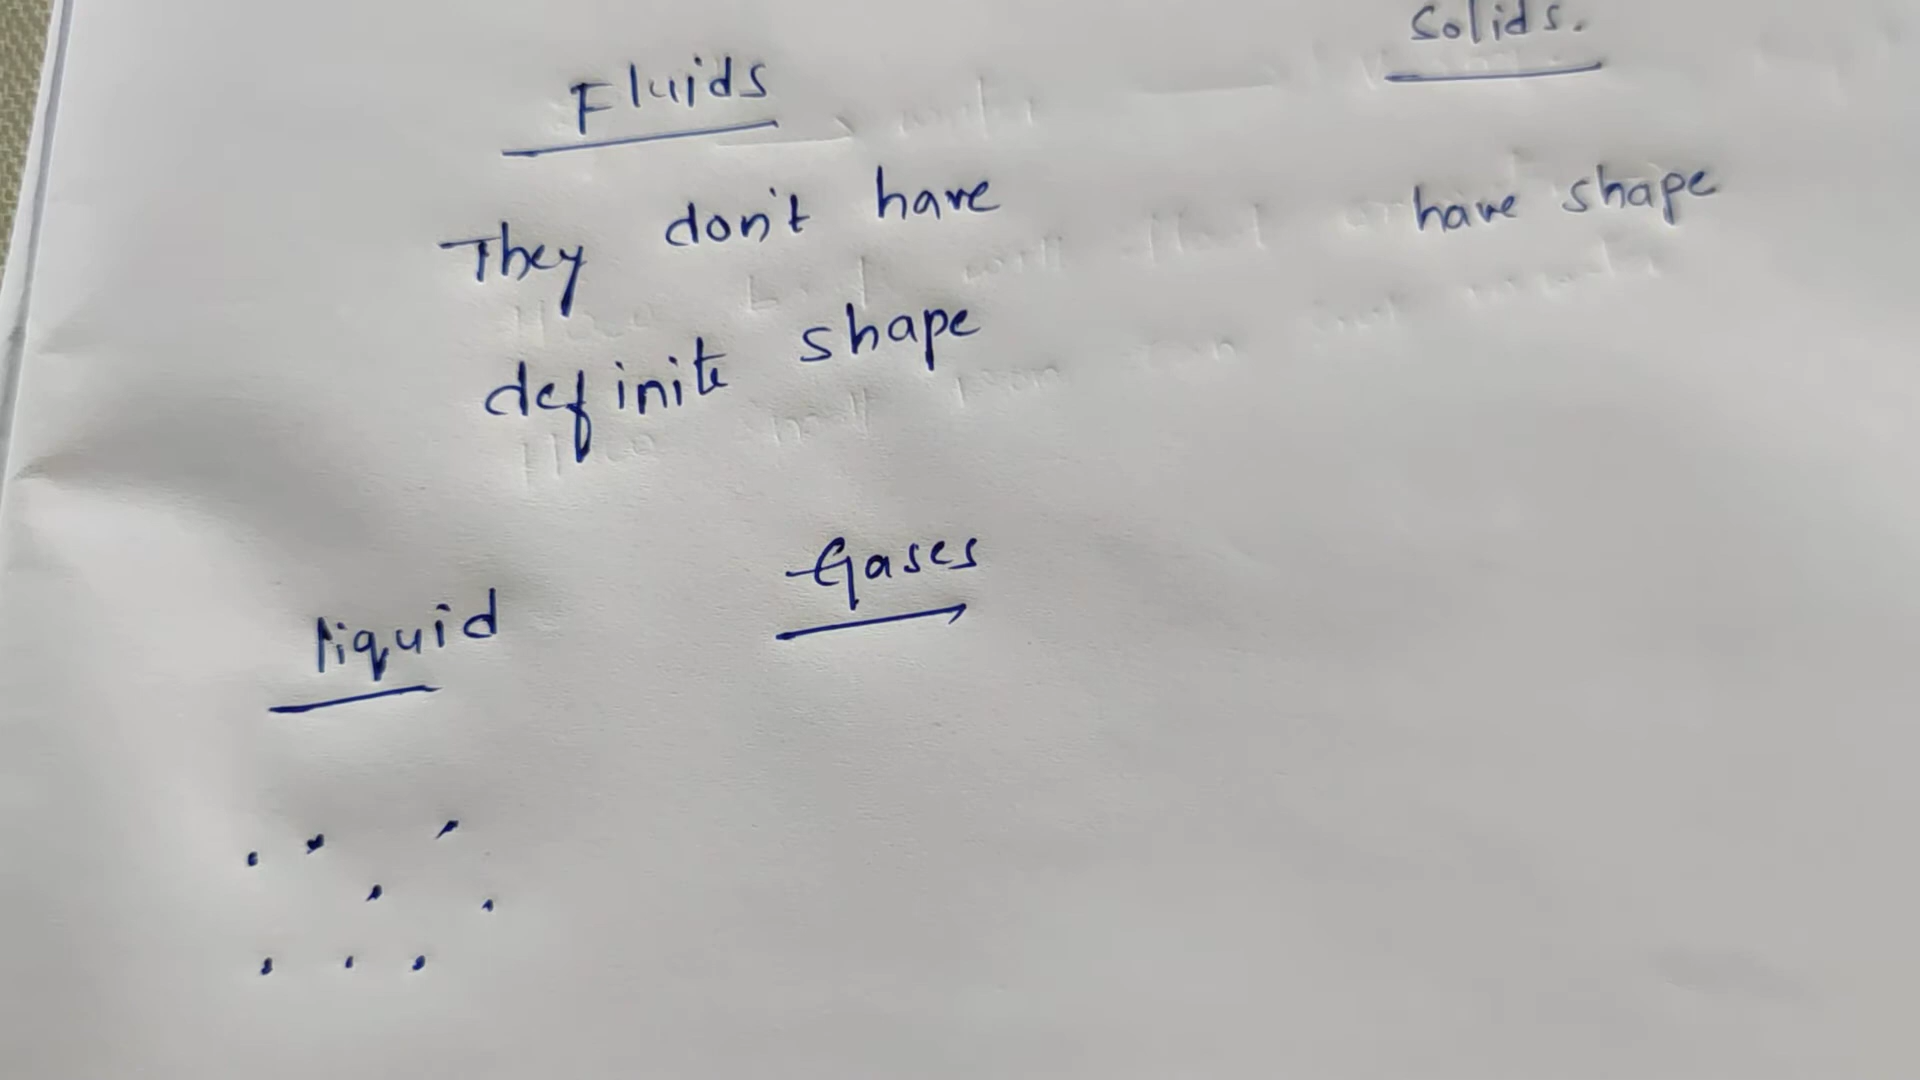 Solids.
Fluids
They don't have
have shape
definite shape
Gases
liquid